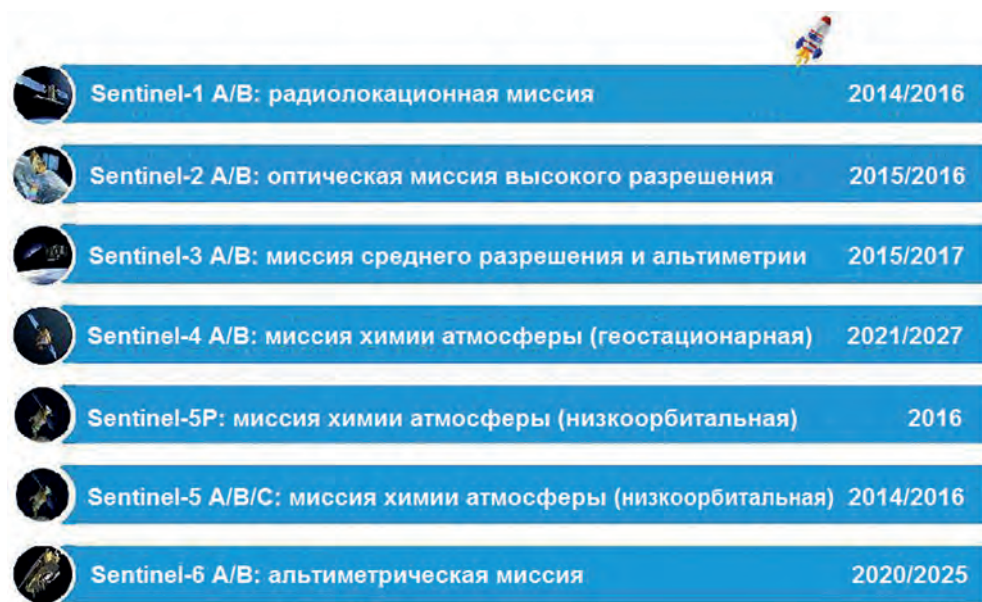 Sentinel-1 A/B: радиолокационная миссия 2014/2016
Sentinel-2 A/B: оптическая миссия высокого разрешения 2015/2016
Sentinel-3 A/B: миссия среднего разрешения и альтиметрии 2015/2017
Sentinel-4 A/B: миссия химии атмосферы (геостационарная) 2021/2027
Sentinel-5P: миссия химии атмосферы (низкоорбитальная) 2016
Sentinel-5 A/B/C: миссия химии атмосферы (низкоорбитальная) 2014/2016
Sentinel-6 A/B: альтиметрическая миссия 2020/2025